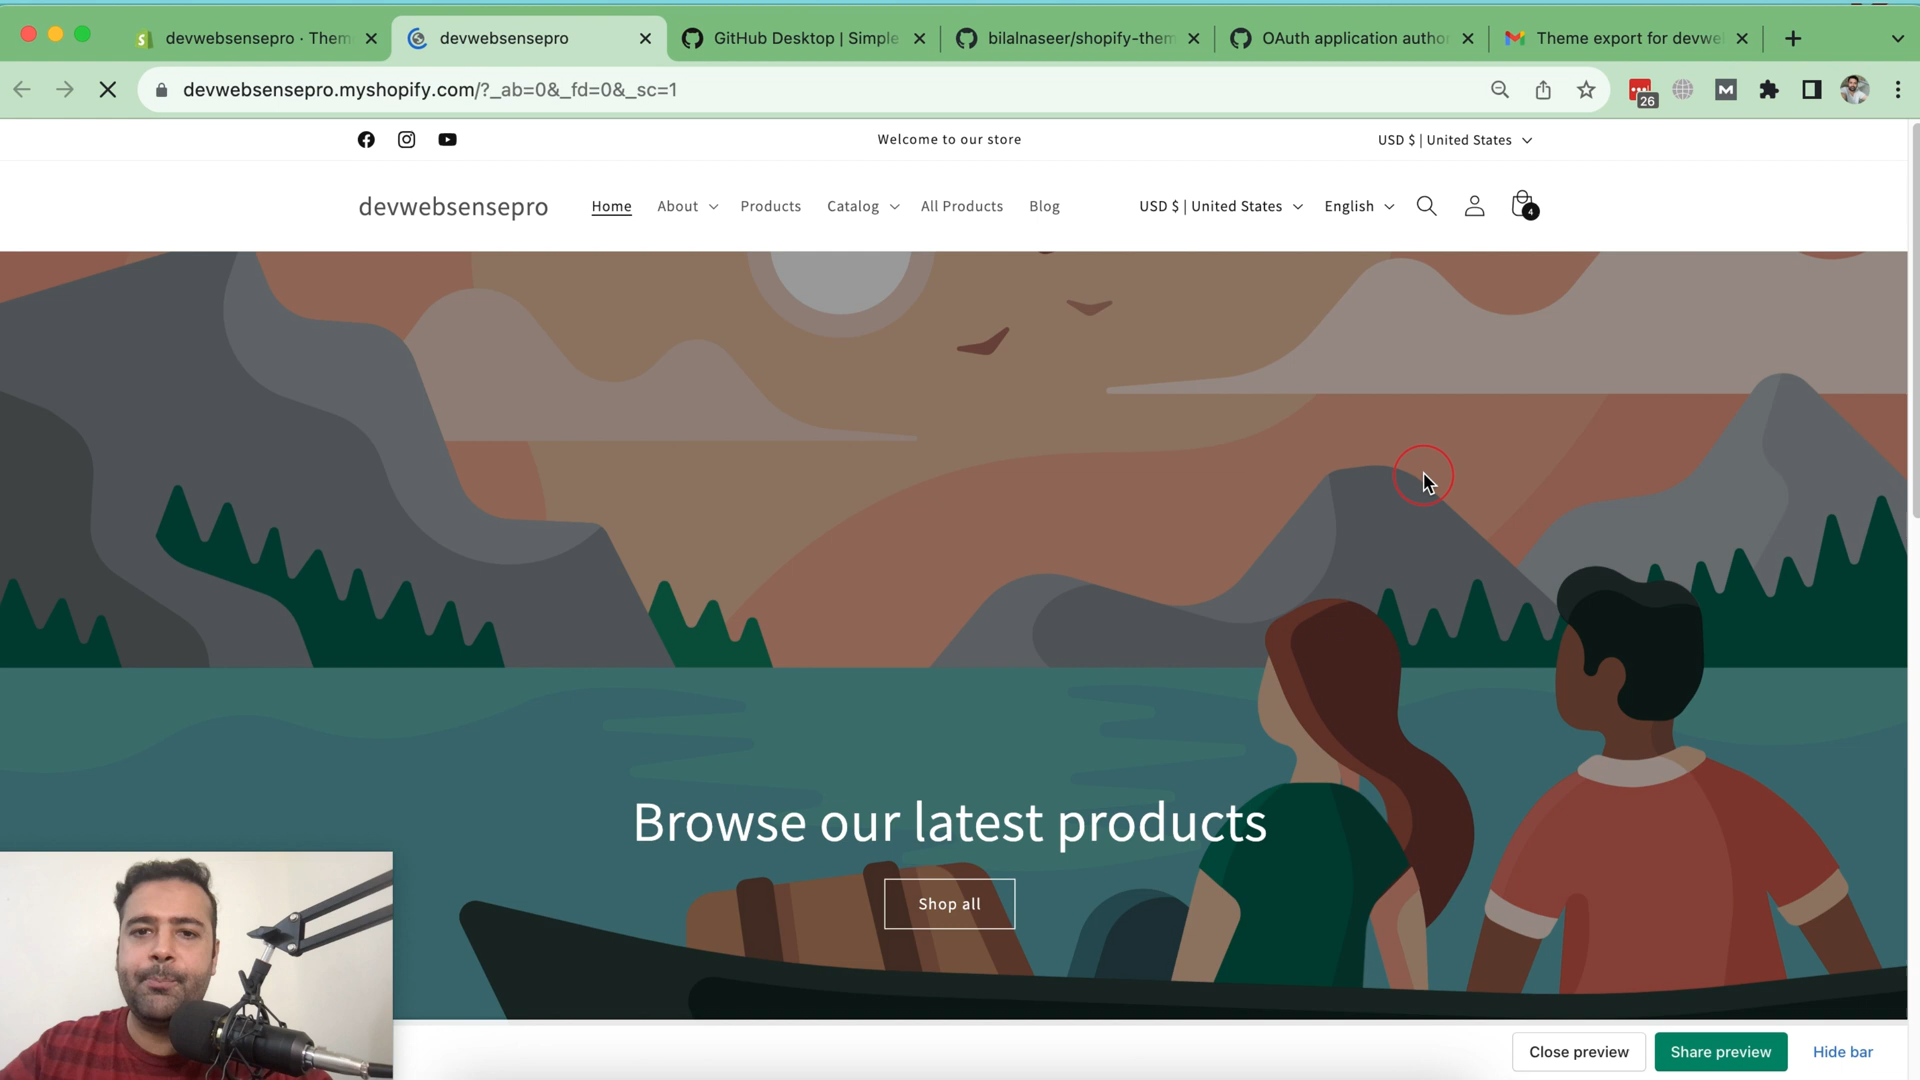 devwebsensepro · Them
devwebsensepro
GitHub Desktop | Simple
bilalnaseer/shopify-them
OAuth application author
Theme export for devwe
devwebsensepro.myshopify.com/?_ab=0&_fd=0&_sc=1
26
Welcome to our store
USD $ | United States
devwebsensepro
Home
About
Products
Catalog
All Products
Blog
USD $ | United States
English
4
Browse our latest products
Shop all
Close preview
Share preview
Hide bar